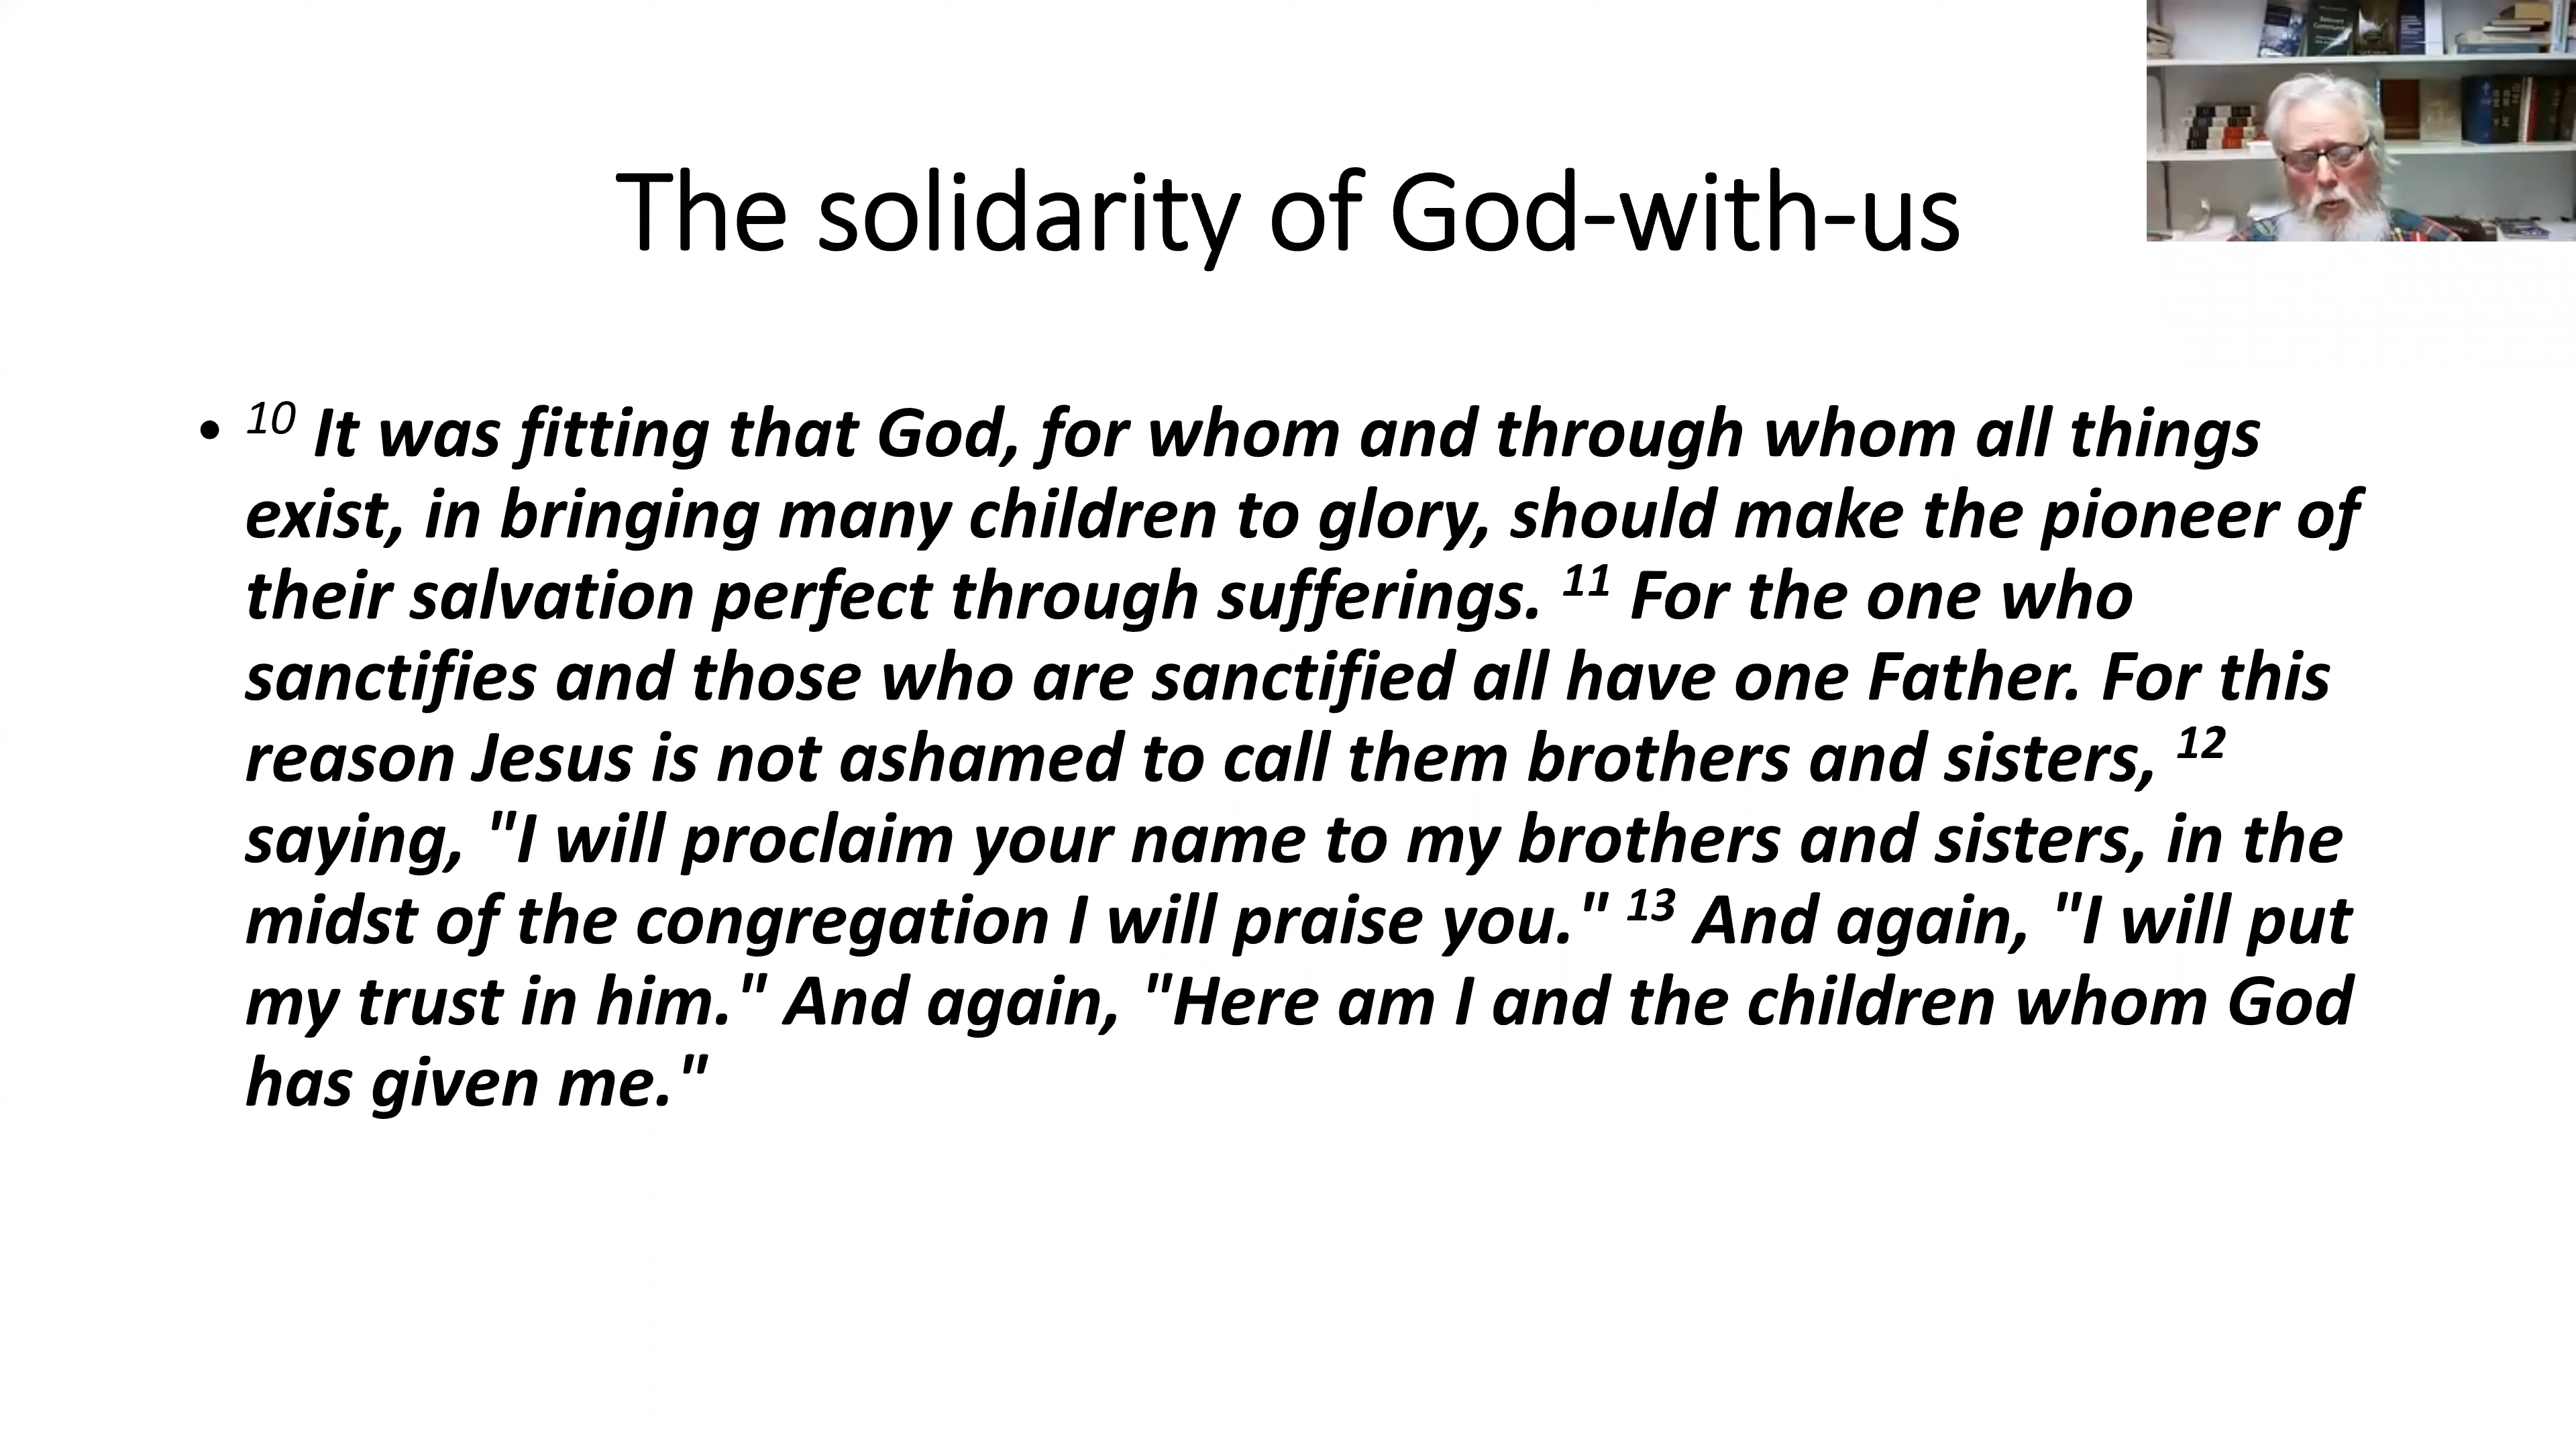 The solidarity of God-with-us
• 10 It was fitting that God, for whom and through whom all things
exist, in bringing many children to glory, should make the pioneer of
their salvation perfect through sufferings. 11 For the one who
sanctifies and those who are sanctified all have one Father. For this
reason Jesus is not ashamed to call them brothers and sisters, 12
saying, "I will proclaim your name to my brothers and sisters, in the
midst of the congregation I will praise you." 13 And again, "I will put
my trust in him." And again, "Here am I and the children whom God
has given me."